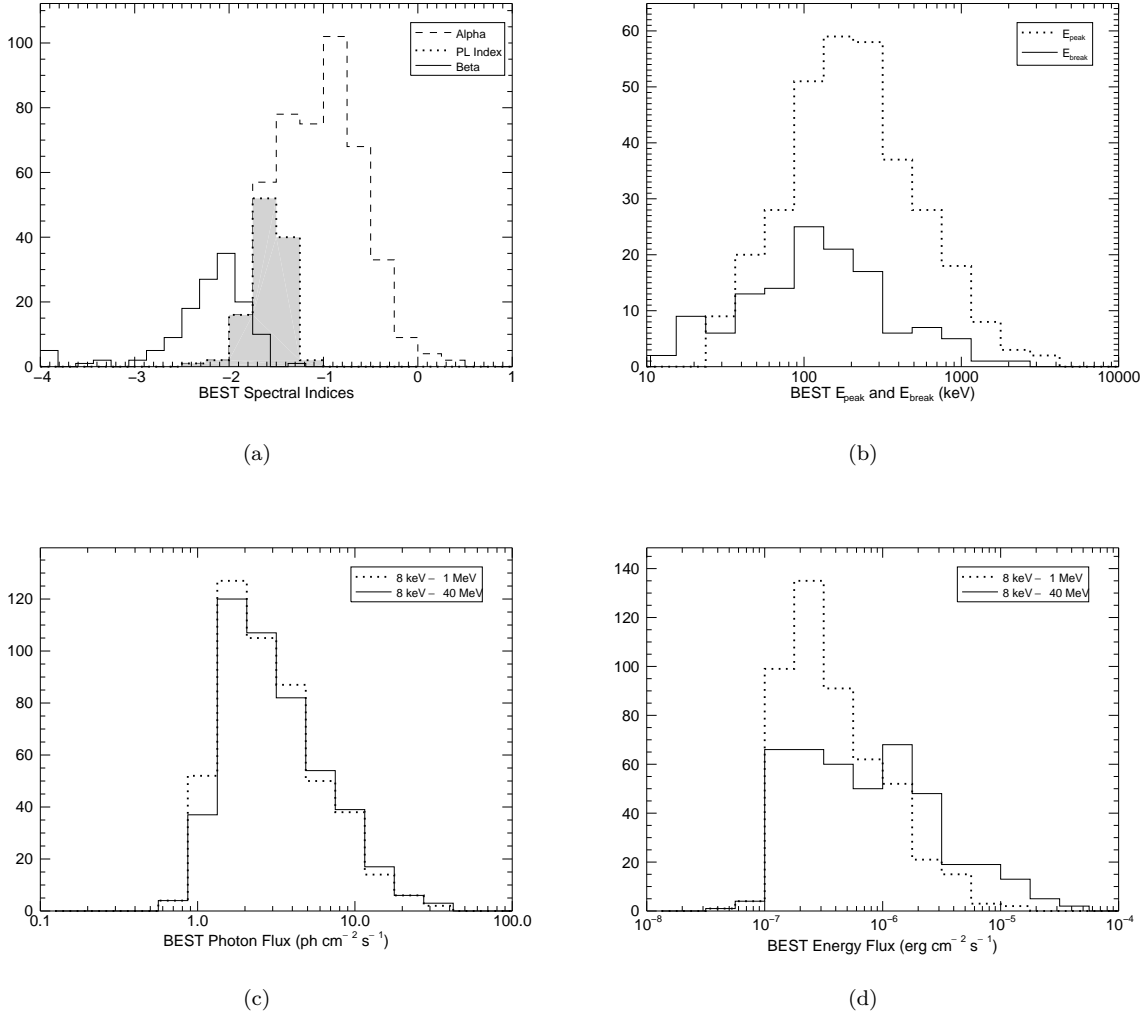 100
80
60
40
20
0
Alpha
PL Index
Beta
−4 −3 −2 −1 0 1
BEST Spectral Indices
(a)
60
50
40
30
20
10
0
E_peak
E_break
10 100 1000 10000
BEST E_peak and E_break (keV)
(b)
120
100
80
60
40
20
0
8 keV − 1 MeV
8 keV − 40 MeV
0.1 1.0 10.0 100.0
BEST Photon Flux (ph cm⁻² s⁻¹)
(c)
140
120
100
80
60
40
20
0
8 keV − 1 MeV
8 keV − 40 MeV
10⁻⁸ 10⁻⁷ 10⁻⁶ 10⁻⁵ 10⁻⁴
BEST Energy Flux (erg cm⁻² s⁻¹)
(d)